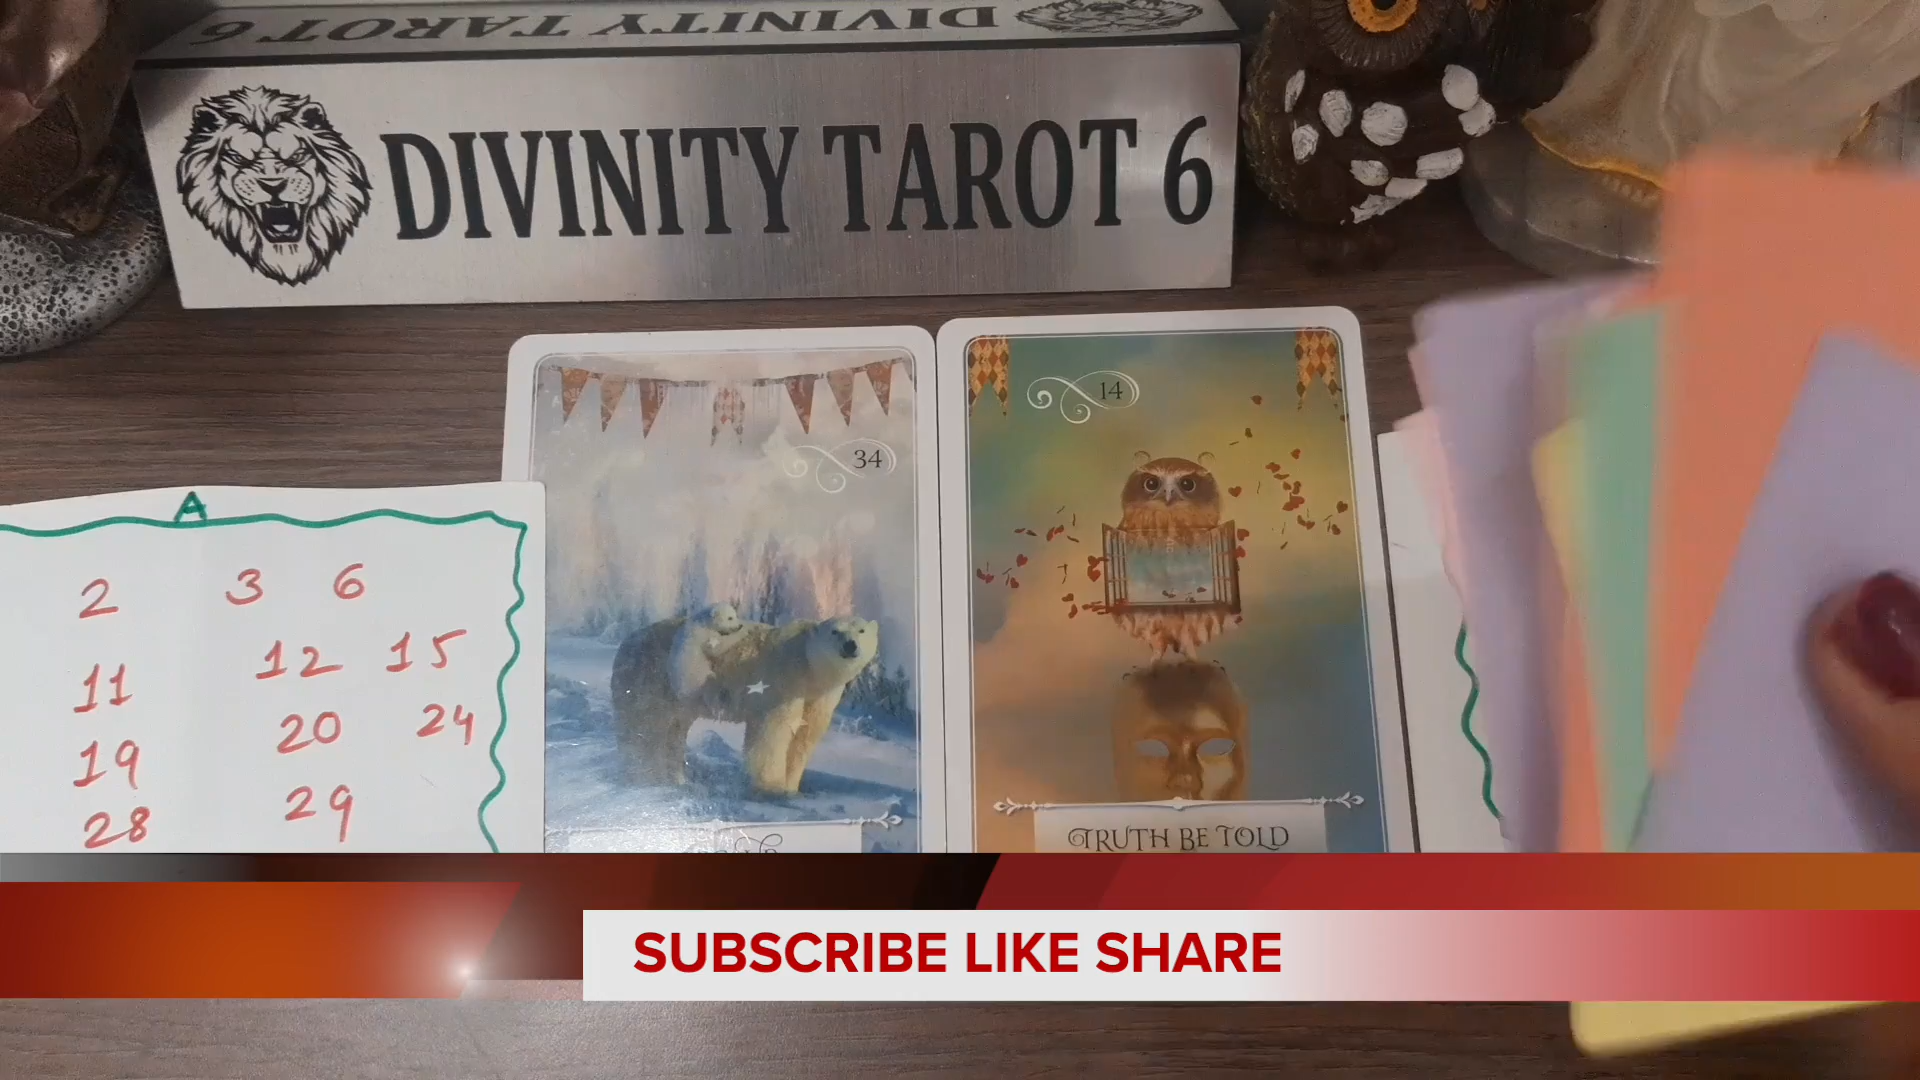 DIVINITY TAROT 6
DIVINITY TAROT 6
34
14
A
2 3 6
11 12 15
19 20 24
28 29
TRUTH BE TOLD
SUBSCRIBE LIKE SHARE